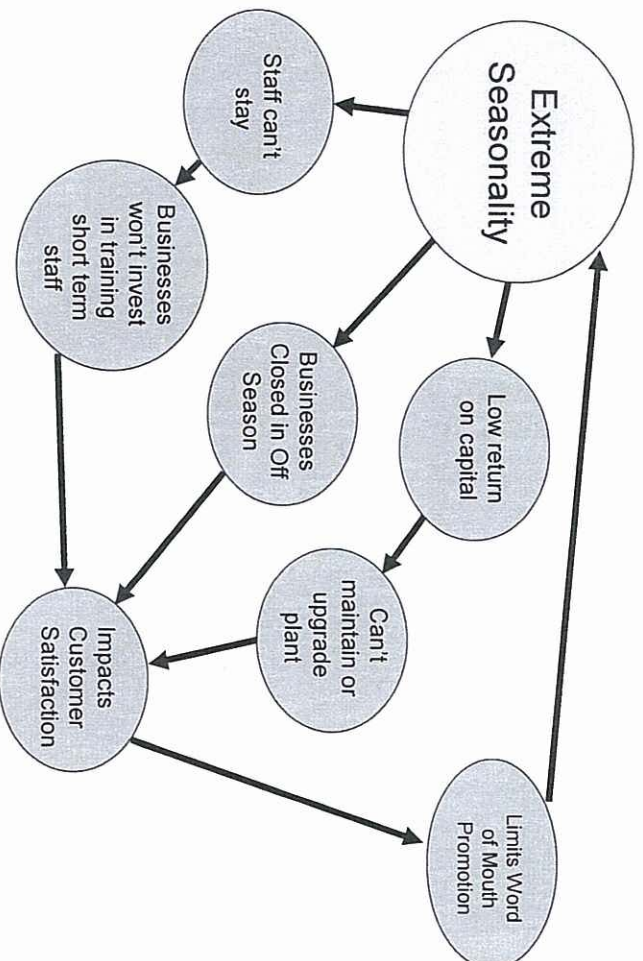 Extreme
Seasonality
Staff can't
stay
Businesses
won't invest
in training
short term
staff
Businesses
Closed in Off
Season
Low return
on capital
Can't
maintain or
upgrade
plant
Impacts
Customer
Satisfaction
Limits Word
of Mouth
Promotion